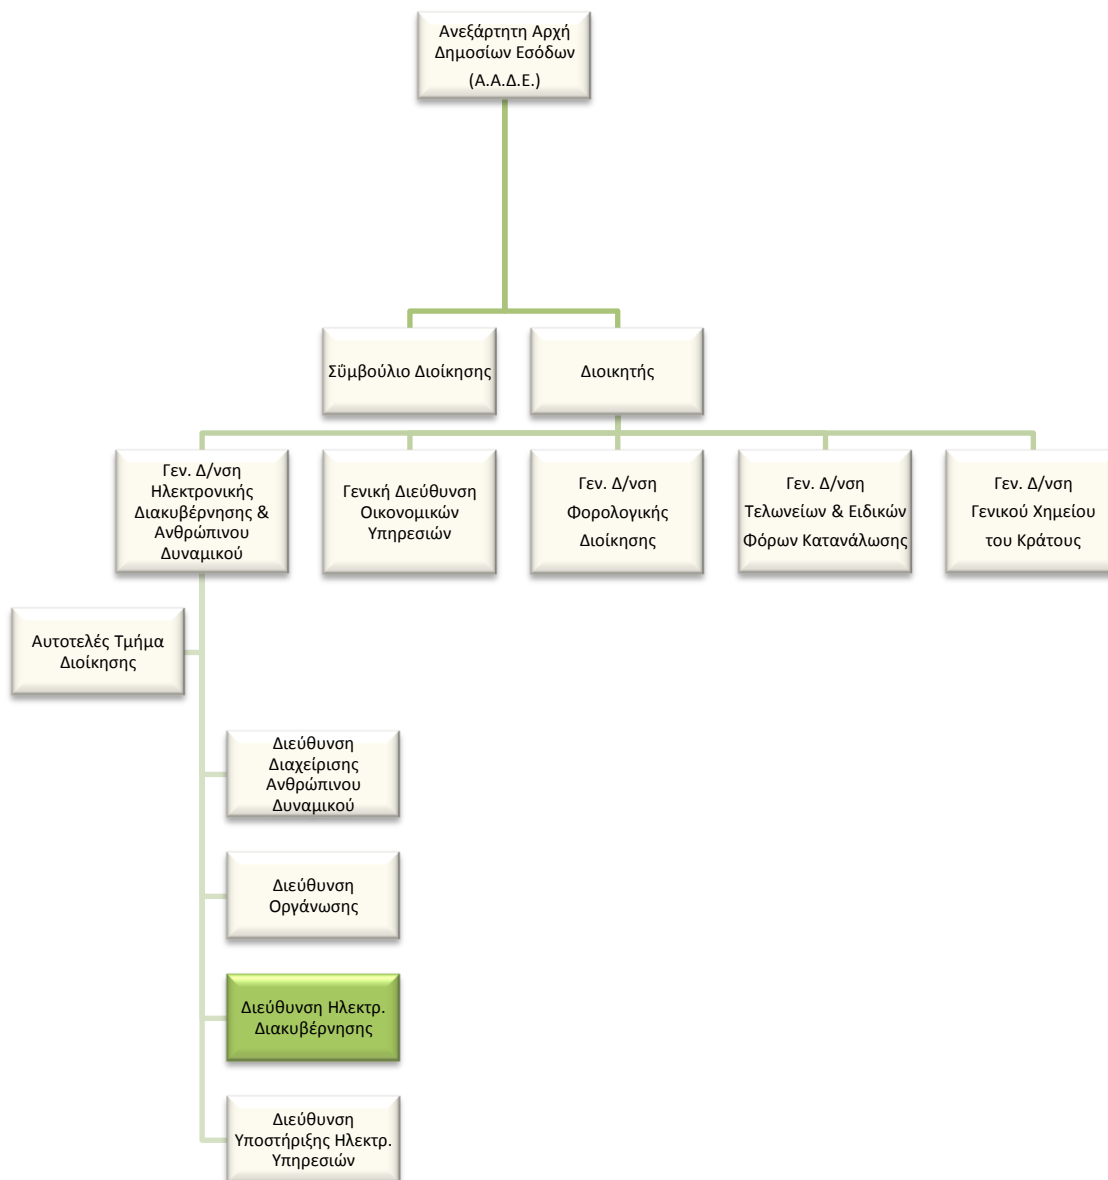 Ανεξάρτητη Αρχή
Δημοσίων Εσόδων
(Α.Α.Δ.Ε.)
Σΰμβούλιο Διοίκησης
Διοικητής
Γεν. Δ/νση
Ηλεκτρονικής
Διακυβέρνησης &
Ανθρώπινου
Δυναμικού
Γενική Διεύθυνση
Οικονομικών
Υπηρεσιών
Γεν. Δ/νση
Φορολογικής
Διοίκησης
Γεν. Δ/νση
Τελωνείων & Ειδικών
Φόρων Κατανάλωσης
Γεν. Δ/νση
Γενικού Χημείου
του Κράτους
Αυτοτελές Τμήμα
Διοίκησης
Διεύθυνση
Διαχείρισης
Ανθρώπινου
Δυναμικού
Διεύθυνση
Οργάνωσης
Διεύθυνση Ηλεκτρ.
Διακυβέρνησης
Διεύθυνση
Υποστήριξης Ηλεκτρ.
Υπηρεσιών